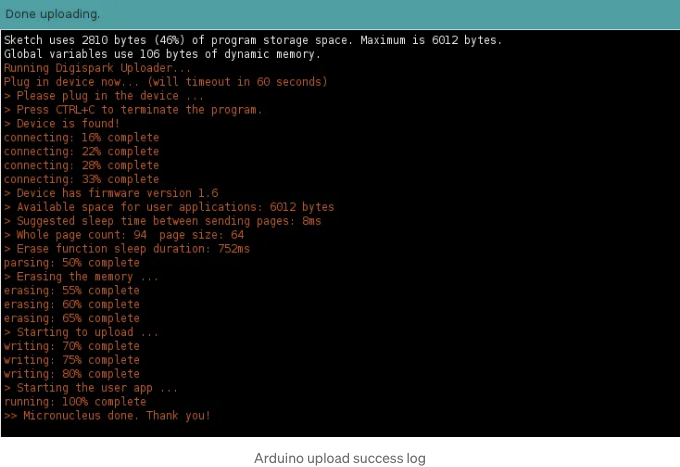 Done uploading.
Sketch uses 2810 bytes (46%) of program storage space. Maximum is 6012 bytes.
Global variables use 106 bytes of dynamic memory.
Running Digispark Uploader...
Plug in device now... (will timeout in 60 seconds)
> Please plug in the device ...
> Press CTRL+C to terminate the program.
> Device is found!
connecting: 16% complete
connecting: 22% complete
connecting: 28% complete
connecting: 33% complete
> Device has firmware version 1.6
> Available space for user applications: 6012 bytes
> Suggested sleep time between sending pages: 8ms
> Whole page count: 94  page size: 64
> Erase function sleep duration: 752ms
parsing: 50% complete
> Erasing the memory ...
erasing: 55% complete
erasing: 60% complete
erasing: 65% complete
> Starting to upload ...
writing: 70% complete
writing: 75% complete
writing: 80% complete
> Starting the user app ...
running: 100% complete
>> Micronucleus done. Thank you!
Arduino upload success log